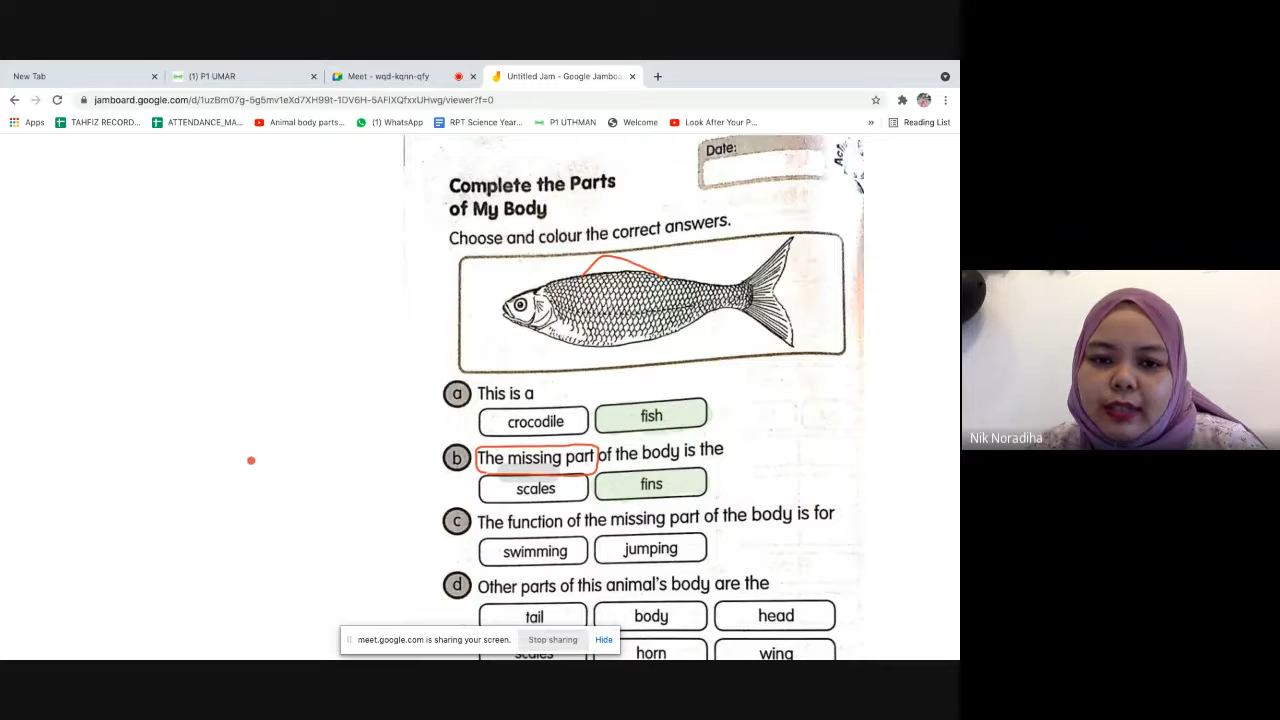 New Tab
(1) P1 UMAR
Meet - wqd-kqnn-qfy
Untitled Jam - Google Jamboa
jamboard.google.com/d/1uzBm07g-5g5mv1eXd7XH99t-1DV6H-5AFIXQfxxUHwg/viewer?f=0
Apps
TAHFIZ RECORD...
ATTENDANCE_MA...
Animal body parts...
(1) WhatsApp
RPT Science Year...
P1 UTHMAN
Welcome
Look After Your P...
»
Reading List
Date:
Complete the Parts
of My Body
Choose and colour the correct answers.
a This is a
crocodile fish
b The missing part of the body is the
scales fins
c The function of the missing part of the body is for
swimming jumping
d Other parts of this animal's body are the
tail body head
meet.google.com is sharing your screen. Stop sharing Hide
scales horn wing
Nik Noradiha